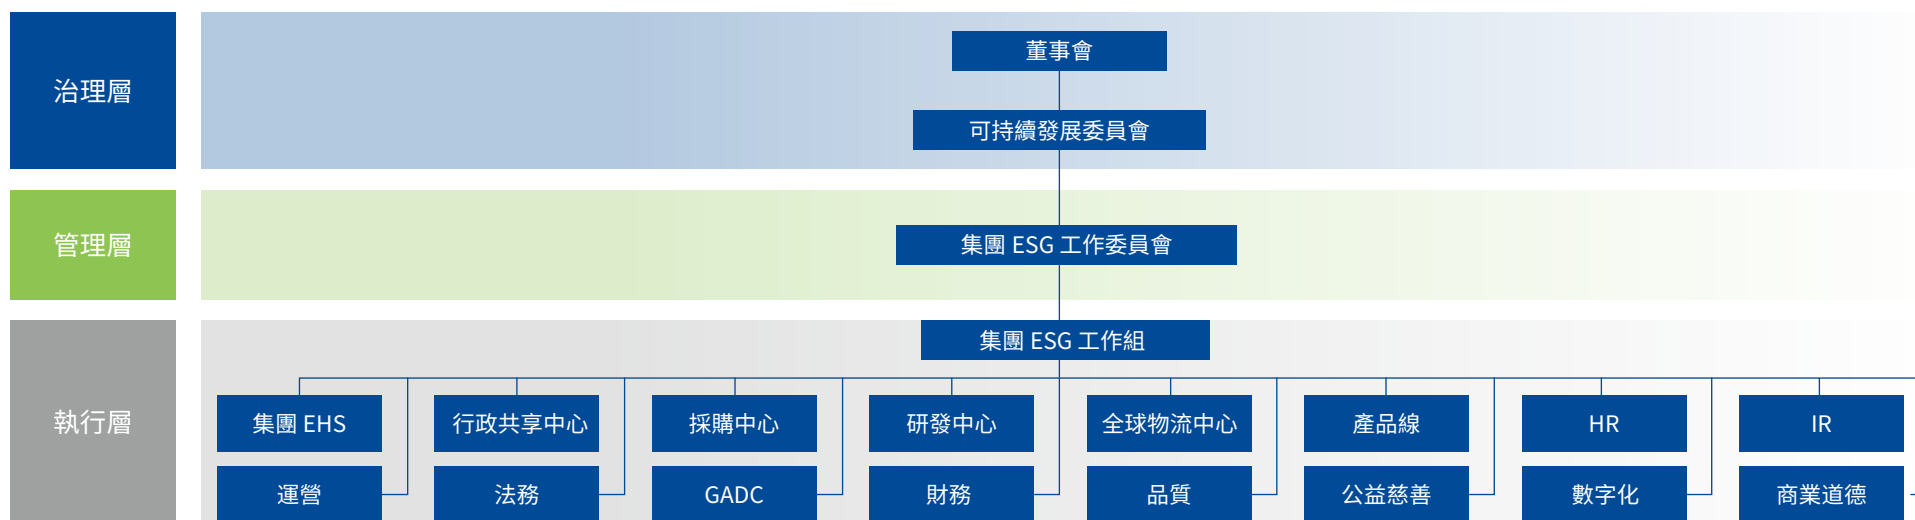 治理層
董事會
可持續發展委員會
管理層
集團 ESG 工作委員會
執行層
集團 ESG 工作組
集團 EHS
行政共享中心
採購中心
研發中心
全球物流中心
產品線
HR
IR
運營
法務
GADC
財務
品質
公益慈善
數字化
商業道德